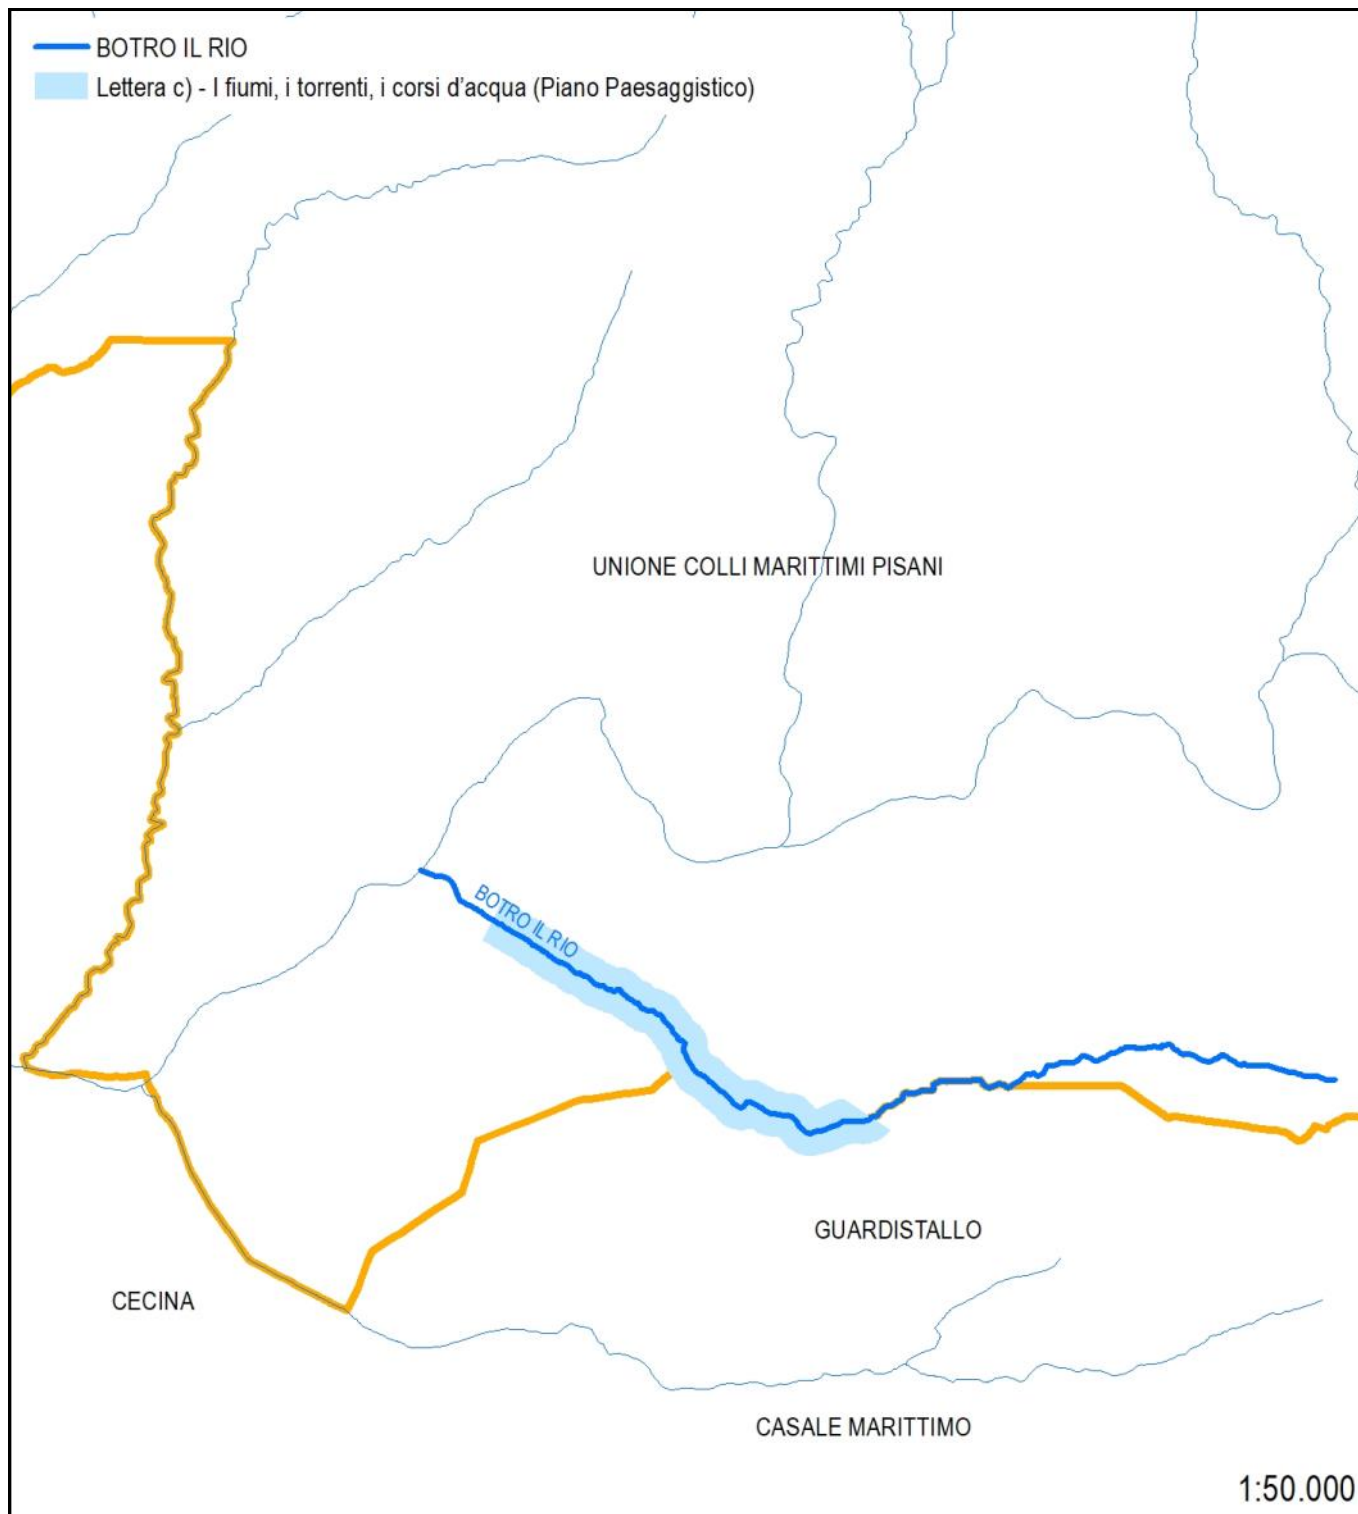 BOTRO IL RIO
Lettera c) - I fiumi, i torrenti, i corsi d'acqua (Piano Paesaggistico)
UNIONE COLLI MARITTIMI PISANI
BOTRO IL RIO
GUARDISTALLO
CECINA
CASALE MARITTIMO
1:50.000